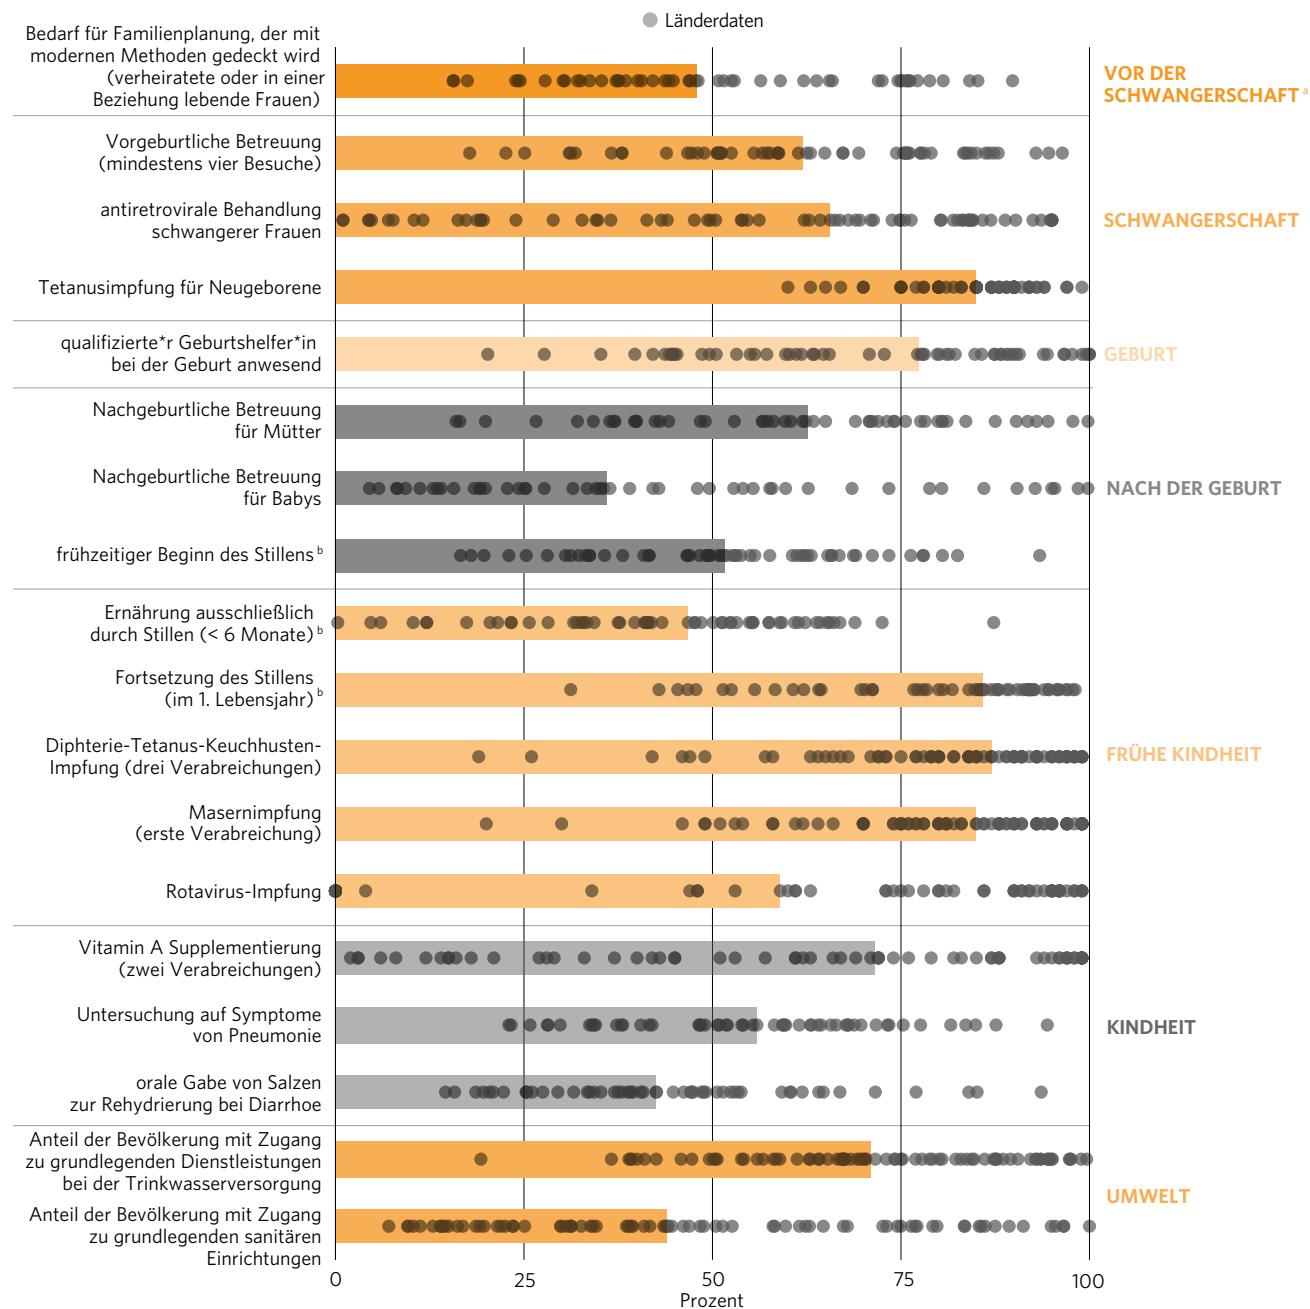 Länderdaten
Bedarf für Familienplanung, der mit
modernen Methoden gedeckt wird
(verheiratete oder in einer
Beziehung lebende Frauen)
VOR DER
SCHWANGERSCHAFT a
Vorgeburtliche Betreuung
(mindestens vier Besuche)
antiretrovirale Behandlung
schwangerer Frauen
SCHWANGERSCHAFT
Tetanusimpfung für Neugeborene
qualifizierte*r Geburtshelfer*in
bei der Geburt anwesend
GEBURT
Nachgeburtliche Betreuung
für Mütter
Nachgeburtliche Betreuung
für Babys
NACH DER GEBURT
frühzeitiger Beginn des Stillens b
Ernährung ausschließlich
durch Stillen (< 6 Monate) b
Fortsetzung des Stillens
(im 1. Lebensjahr) b
Diphterie-Tetanus-Keuchhusten-
Impfung (drei Verabreichungen)
FRÜHE KINDHEIT
Masernimpfung
(erste Verabreichung)
Rotavirus-Impfung
Vitamin A Supplementierung
(zwei Verabreichungen)
Untersuchung auf Symptome
von Pneumonie
KINDHEIT
orale Gabe von Salzen
zur Rehydrierung bei Diarrhoe
Anteil der Bevölkerung mit Zugang
zu grundlegenden Dienstleistungen
bei der Trinkwasserversorgung
UMWELT
Anteil der Bevölkerung mit Zugang
zu grundlegenden sanitären
Einrichtungen
0 25 50 75 100
Prozent